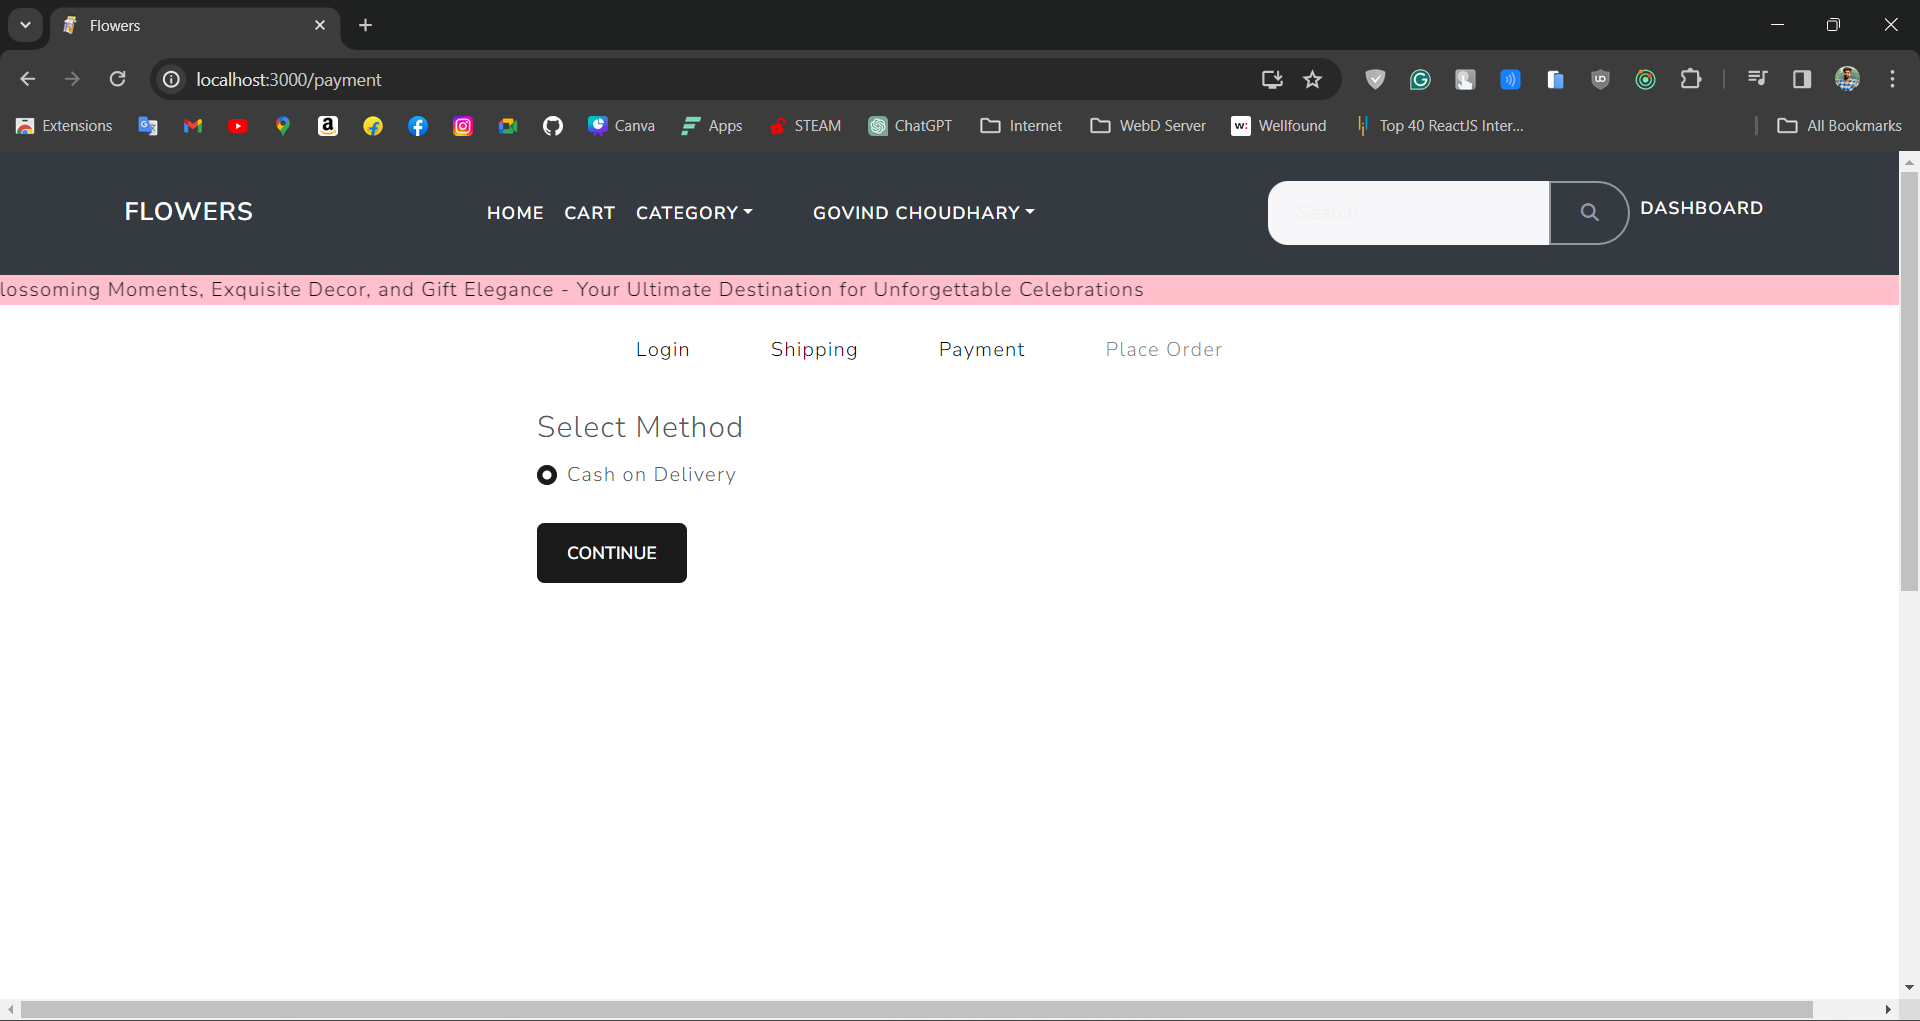 Flowers
localhost:3000/payment
Extensions
Canva
Apps
STEAM
ChatGPT
Internet
WebD Server
Wellfound
Top 40 ReactJS Inter...
All Bookmarks
FLOWERS
HOME
CART
CATEGORY
GOVIND CHOUDHARY
Search
DASHBOARD
lossoming Moments, Exquisite Decor, and Gift Elegance - Your Ultimate Destination for Unforgettable Celebrations
Login
Shipping
Payment
Place Order
Select Method
Cash on Delivery
CONTINUE